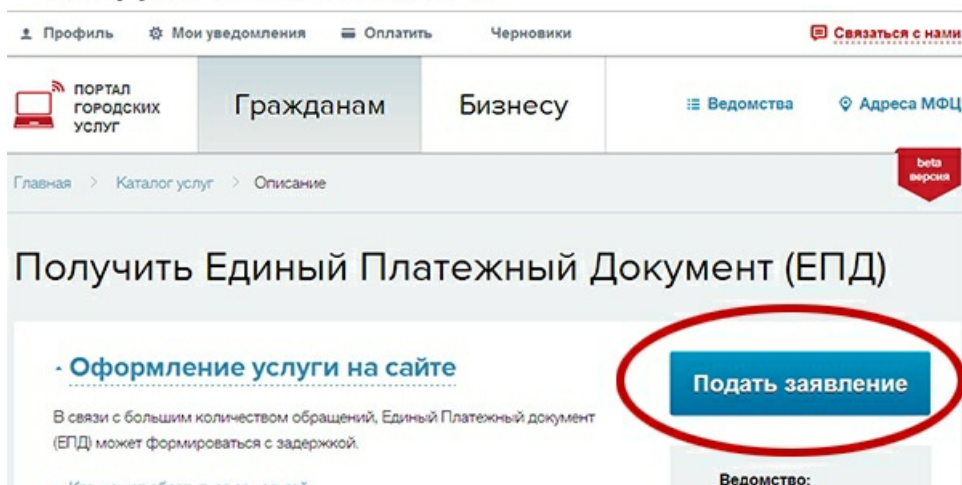 Профиль Мои уведомления Оплатить Черновики Связаться с нами
ПОРТАЛ
ГОРОДСКИХ
УСЛУГ
Гражданам Бизнесу Ведомства Адреса МФЦ
beta
версия
Главная > Каталог услуг > Описание
Получить Единый Платежный Документ (ЕПД)
Оформление услуги на сайте
Подать заявление
В связи с большим количеством обращений, Единый Платежный документ
(ЕПД) может формироваться с задержкой.
Ведомство: